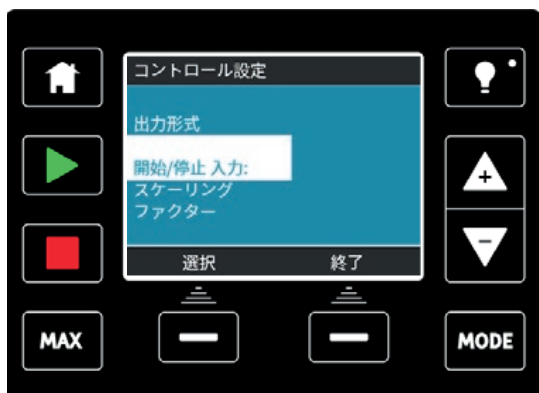 コントロール設定
出力形式
開始/停止 入力:
スケーリング
ファクター
選択 終了
+
-
MAX
MODE